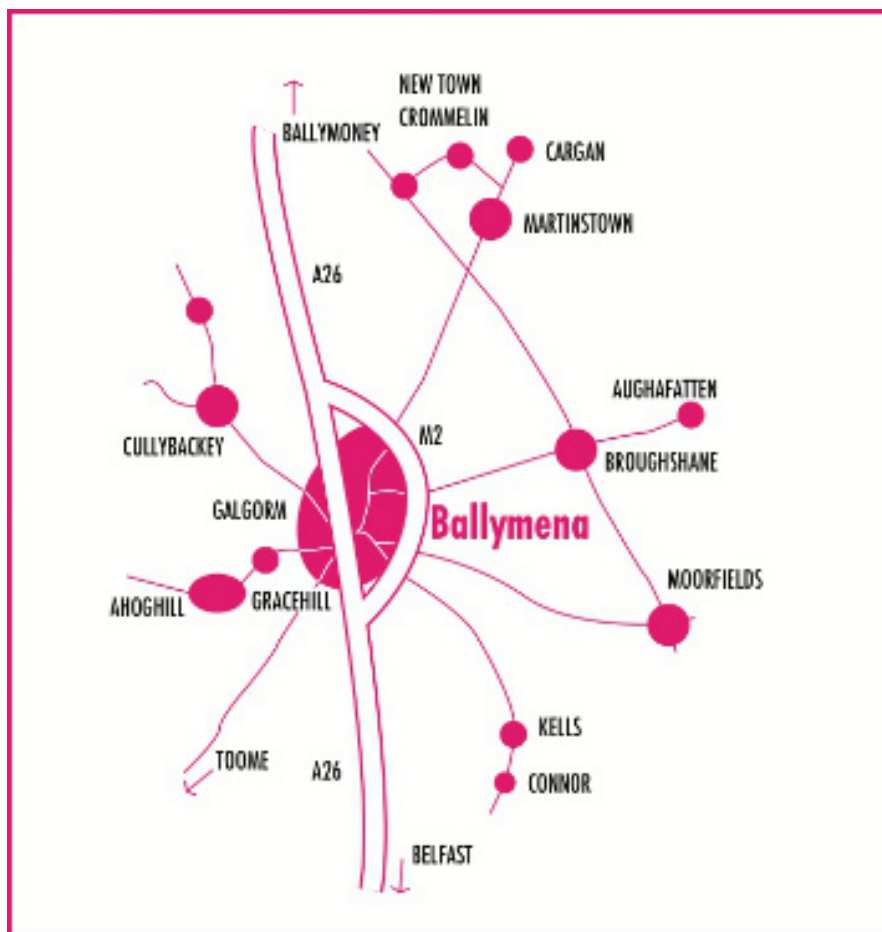 NEW TOWN
CROMMELIN
BALLYMONEY
CARGAN
MARTINSTOWN
A26
AUGHAFATTEN
M2
CULLYBACKEY
BROUGHSHANE
GALGORM
Ballymena
MOORFIELDS
AHOGHILL
GRACEHILL
KELLS
TOOME
A26
CONNOR
BELFAST